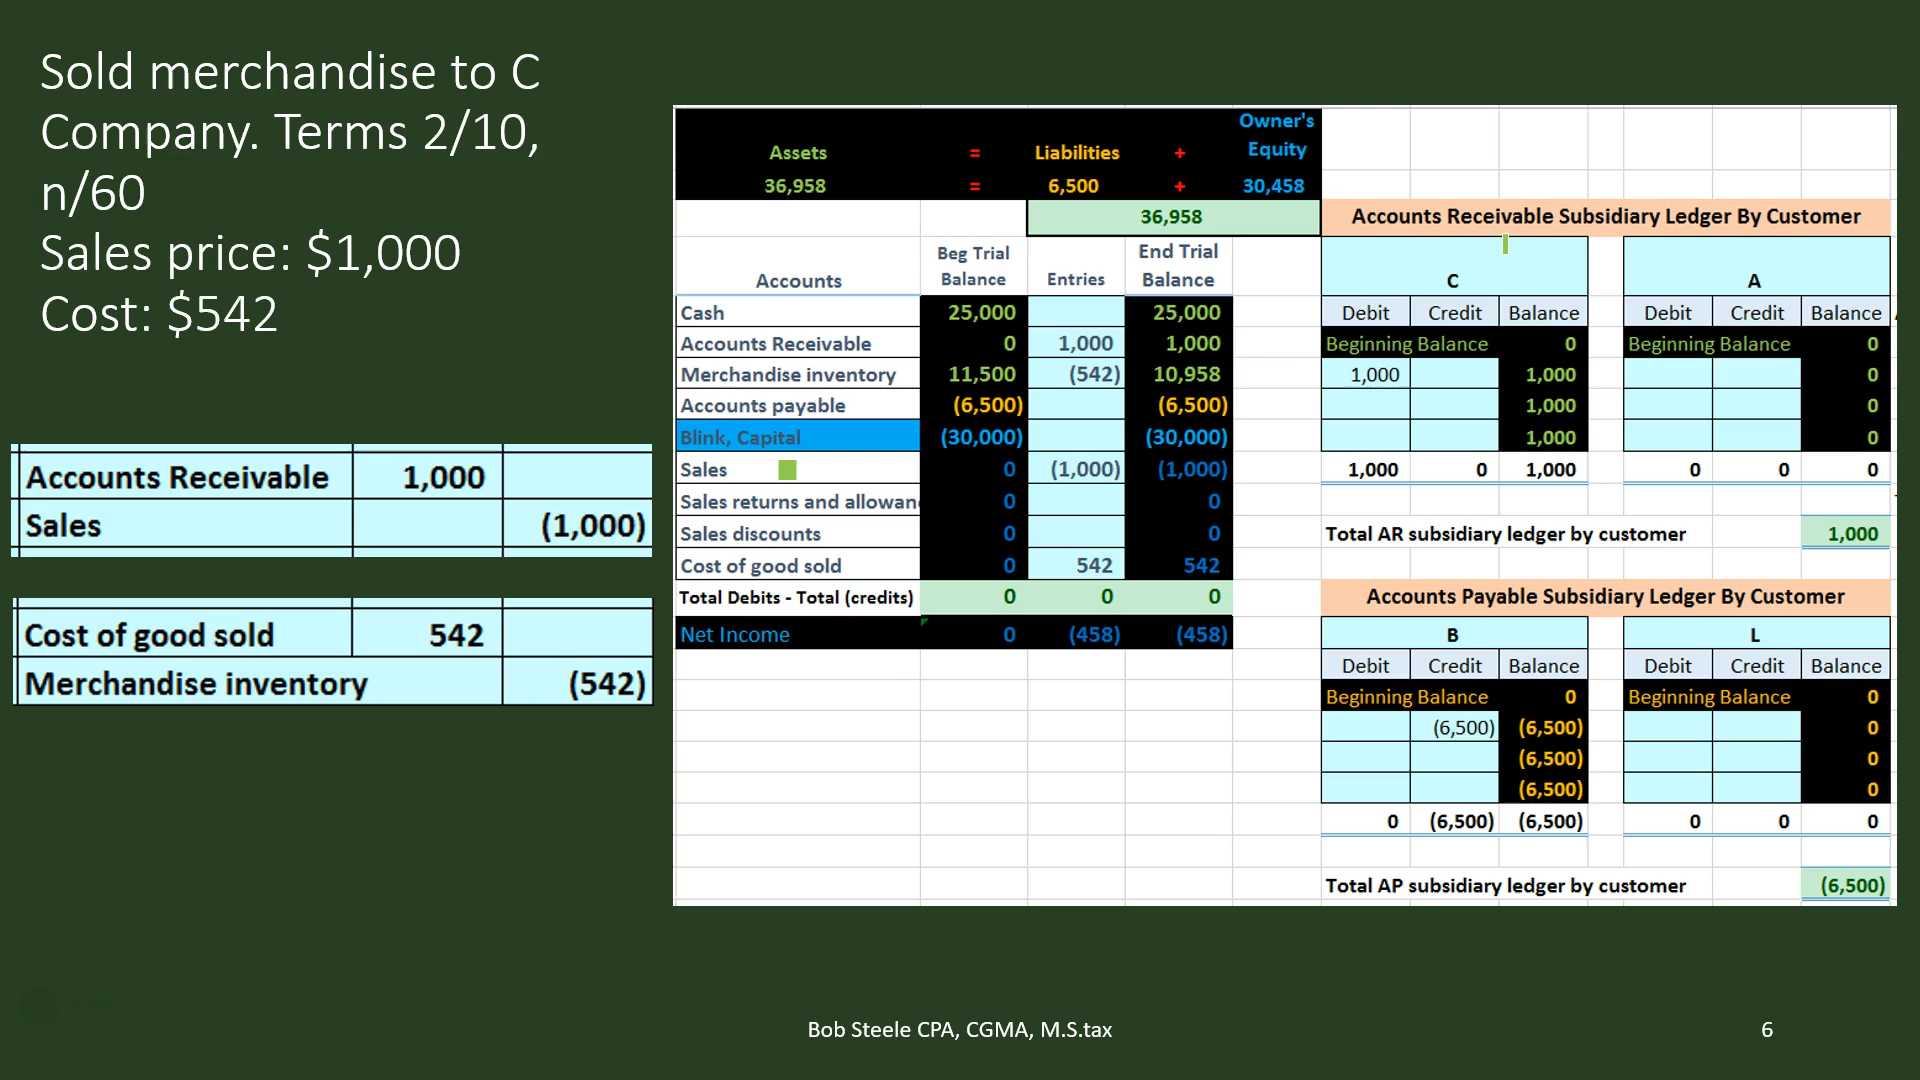 Sold merchandise to C
Company. Terms 2/10,
n/60
Sales price: $1,000
Cost: $542
Accounts Receivable 1,000
Sales (1,000)
Cost of good sold 542
Merchandise inventory (542)
Assets = Liabilities + Owner's Equity
36,958 = 6,500 + 30,458
36,958
Accounts Beg Trial Balance Entries End Trial Balance
Cash 25,000 25,000
Accounts Receivable 0 1,000 1,000
Merchandise inventory 11,500 (542) 10,958
Accounts payable (6,500) (6,500)
Blink, Capital (30,000) (30,000)
Sales 0 (1,000) (1,000)
Sales returns and allowan 0 0
Sales discounts 0 0
Cost of good sold 0 542 542
Total Debits - Total (credits) 0 0 0
Net Income 0 (458) (458)
Accounts Receivable Subsidiary Ledger By Customer
C A
Debit Credit Balance Debit Credit Balance
Beginning Balance 0 Beginning Balance 0
1,000 1,000 0
1,000 0
1,000 0
1,000 0 1,000 0 0 0
Total AR subsidiary ledger by customer 1,000
Accounts Payable Subsidiary Ledger By Customer
B L
Debit Credit Balance Debit Credit Balance
Beginning Balance 0 Beginning Balance 0
(6,500) (6,500) 0
(6,500) 0
(6,500) 0
0 (6,500) (6,500) 0 0 0
Total AP subsidiary ledger by customer (6,500)
Bob Steele CPA, CGMA, M.S.tax
6